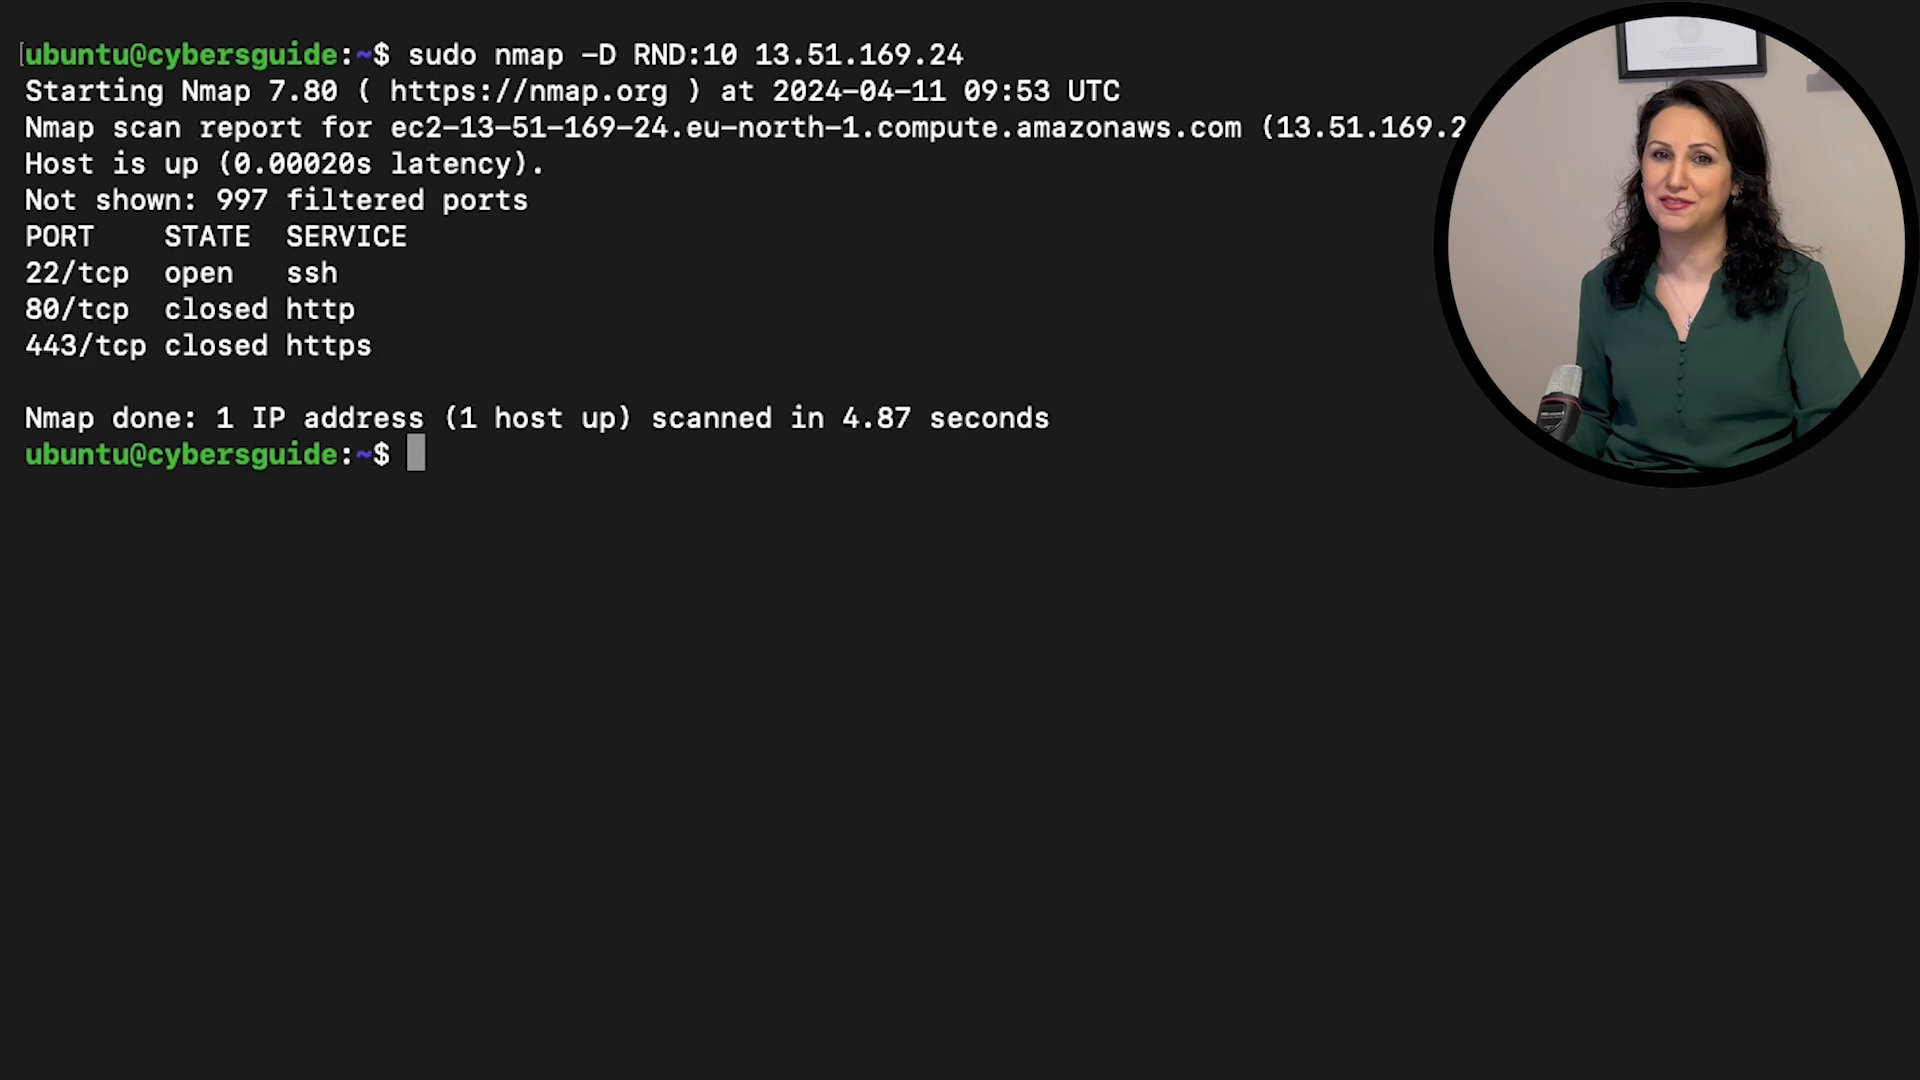 ubuntu@cybersguide:~$ sudo nmap -D RND:10 13.51.169.24
Starting Nmap 7.80 ( https://nmap.org ) at 2024-04-11 09:53 UTC
Nmap scan report for ec2-13-51-169-24.eu-north-1.compute.amazonaws.com (13.51.169.2
Host is up (0.00020s latency).
Not shown: 997 filtered ports
PORT    STATE  SERVICE
22/tcp  open   ssh
80/tcp  closed http
443/tcp closed https
Nmap done: 1 IP address (1 host up) scanned in 4.87 seconds
ubuntu@cybersguide:~$